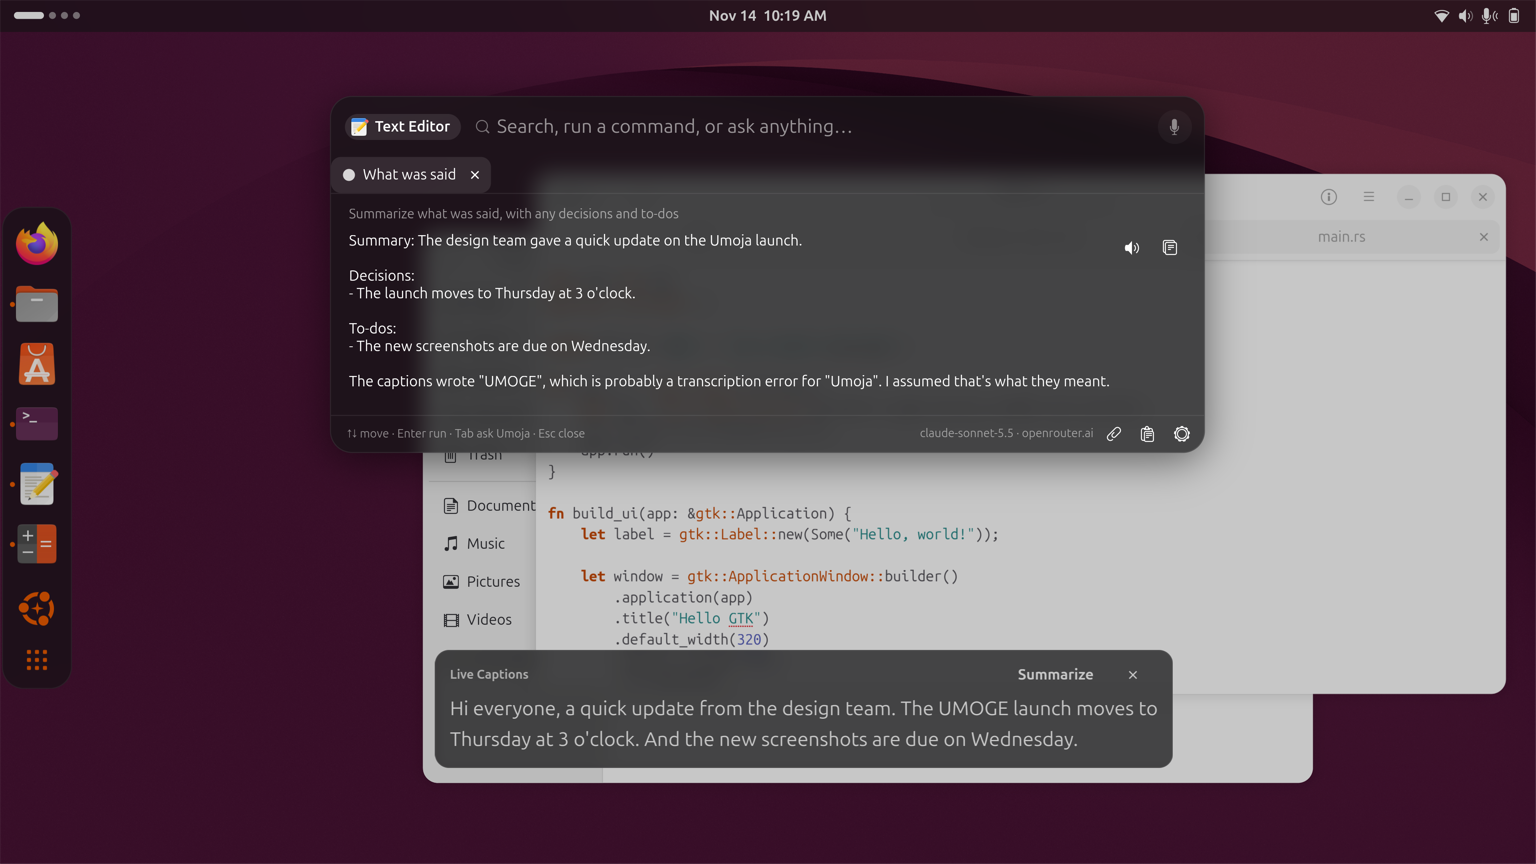 Nov 14 10:19 AM
Text Editor
Search, run a command, or ask anything…
What was said
Summarize what was said, with any decisions and to-dos
Summary: The design team gave a quick update on the Umoja launch.
Decisions:
- The launch moves to Thursday at 3 o'clock.
To-dos:
- The new screenshots are due on Wednesday.
The captions wrote "UMOGE", which is probably a transcription error for "Umoja". I assumed that's what they meant.
↑↓ move · Enter run · Tab ask Umoja · Esc close
claude-sonnet-5.5 · openrouter.ai
main.rs
Trash
Document
Music
Pictures
Videos
app.run()
}
fn build_ui(app: &gtk::Application) {
let label = gtk::Label::new(Some("Hello, world!"));
let window = gtk::ApplicationWindow::builder()
.application(app)
.title("Hello GTK")
.default_width(320)
Live Captions
Summarize
Hi everyone, a quick update from the design team. The UMOGE launch moves to
Thursday at 3 o'clock. And the new screenshots are due on Wednesday.